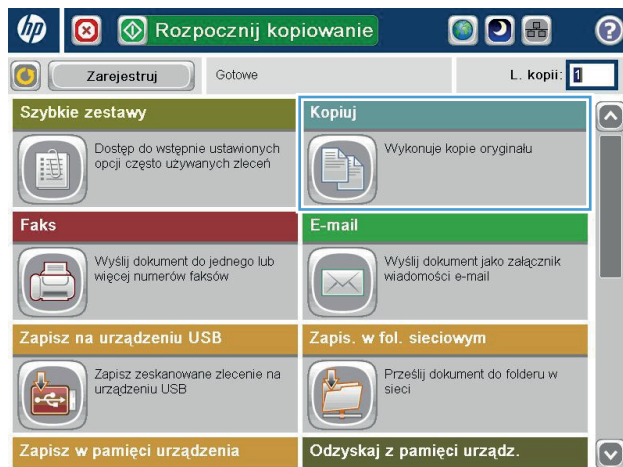 hp
Rozpocznij kopiowanie
?
Zarejestruj
Gotowe
L. kopii: 1
Szybkie zestawy
Dostęp do wstępnie ustawionych
opcji często używanych zleceń
Kopiuj
Wykonuje kopie oryginału
Faks
Wyślij dokument do jednego lub
więcej numerów faksów
E-mail
Wyślij dokument jako załącznik
wiadomości e-mail
Zapisz na urządzeniu USB
Zapisz zeskanowane zlecenie na
urządzeniu USB
Zapis. w fol. sieciowym
Prześlij dokument do folderu w
sieci
Zapisz w pamięci urządzenia
Odzyskaj z pamięci urządz.